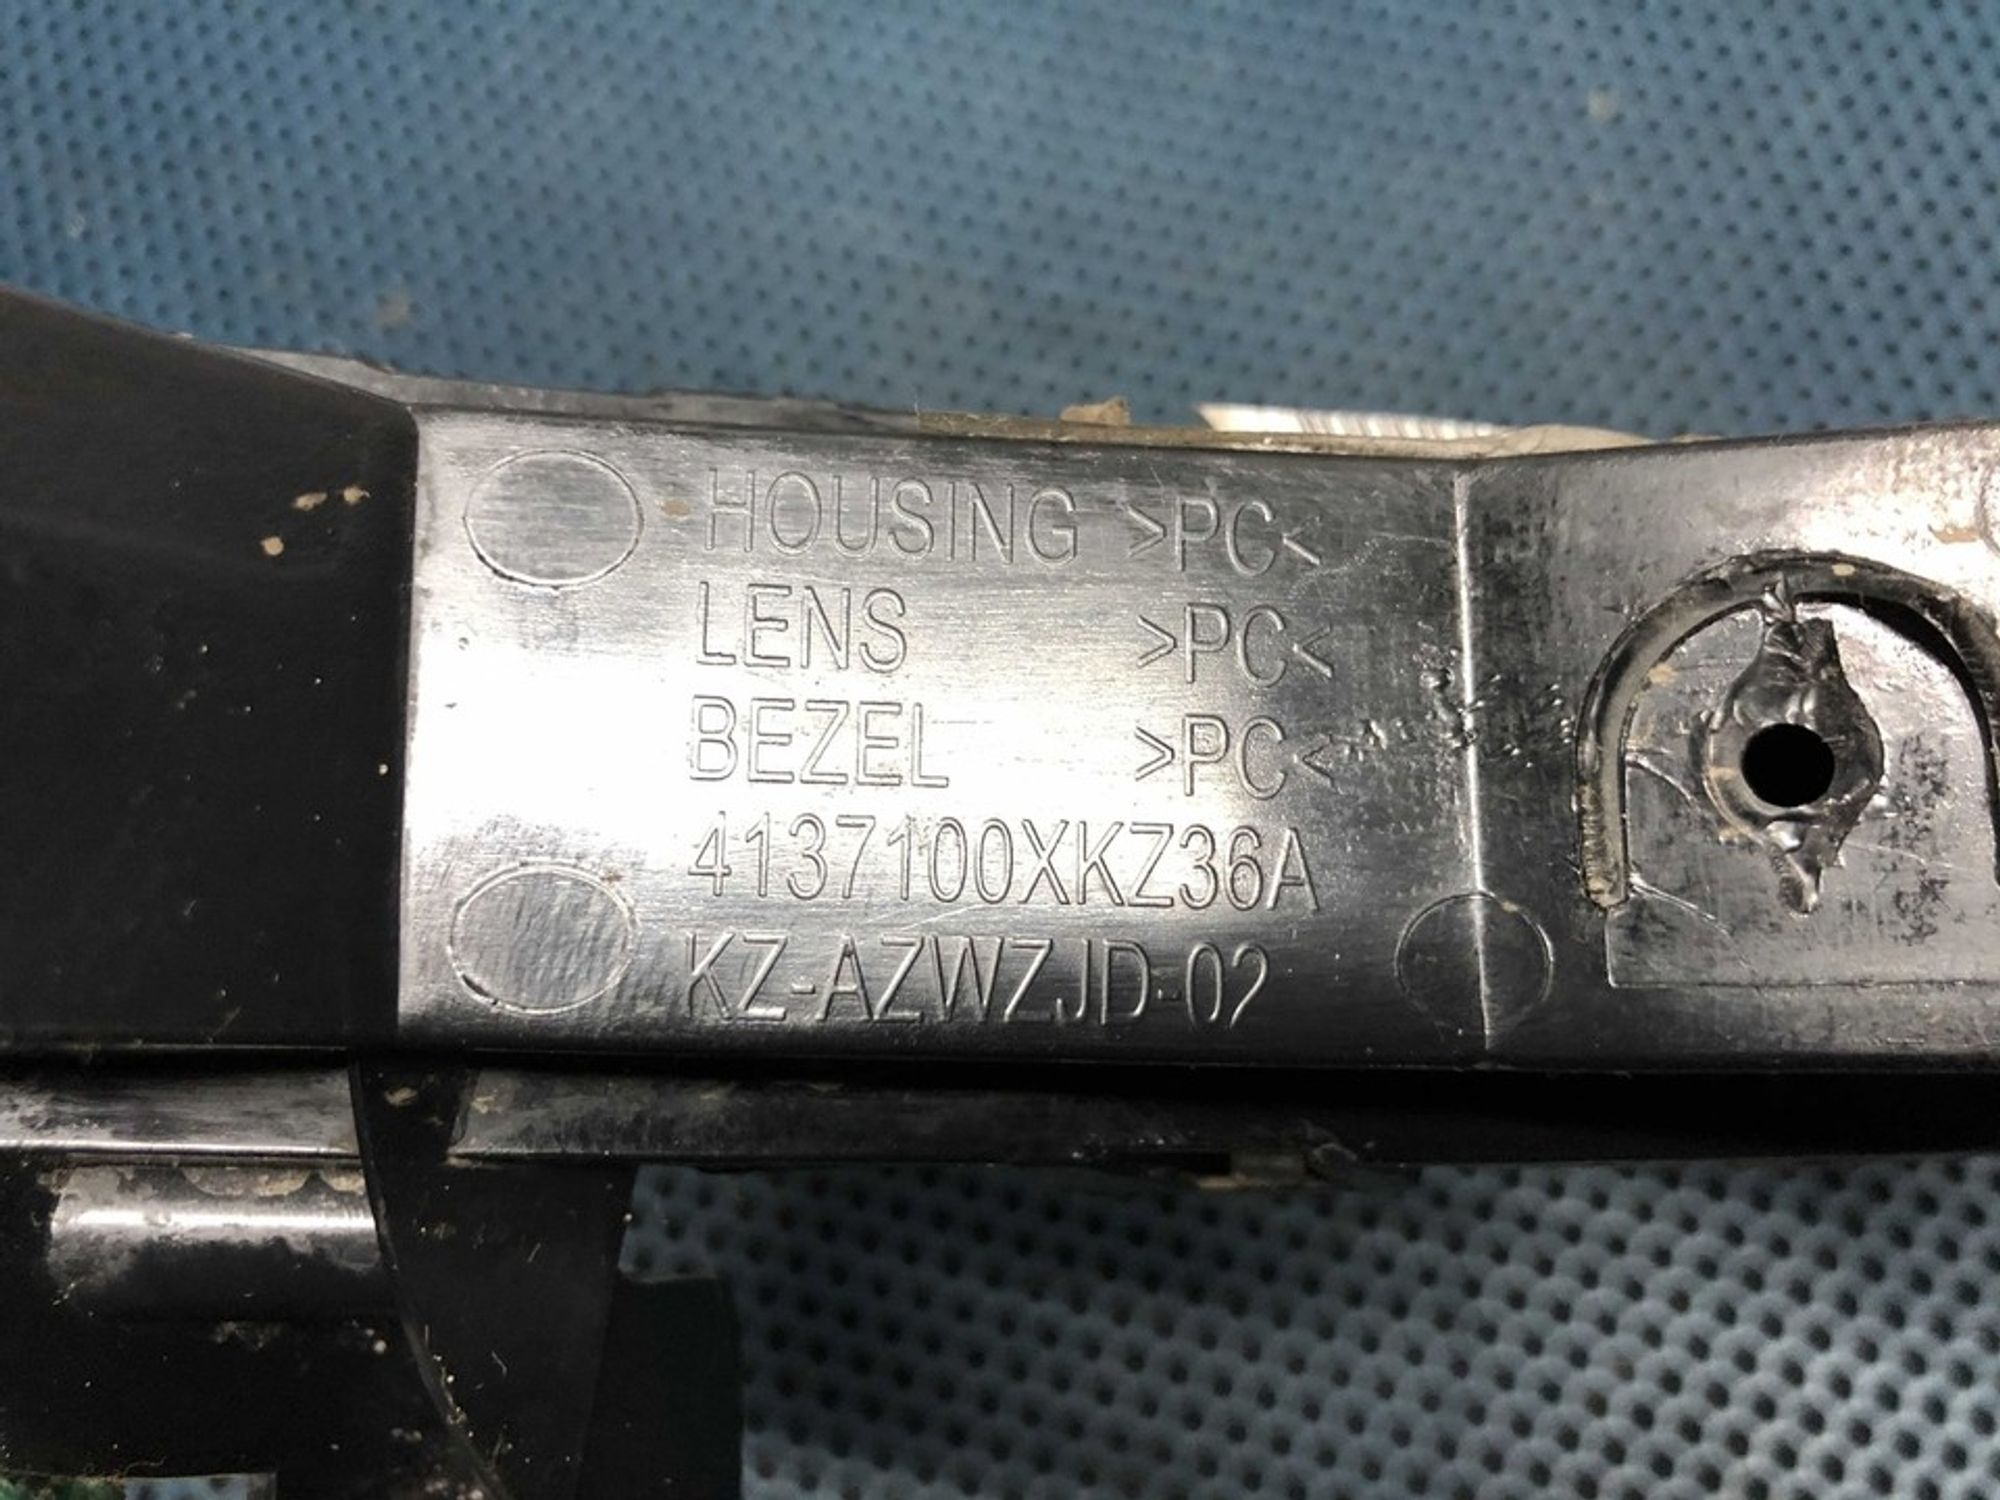 HOUSING >PC<
LENS >PC<
BEZEL >PC<
4137100XKZ36A
KZ-AZWZJD-02